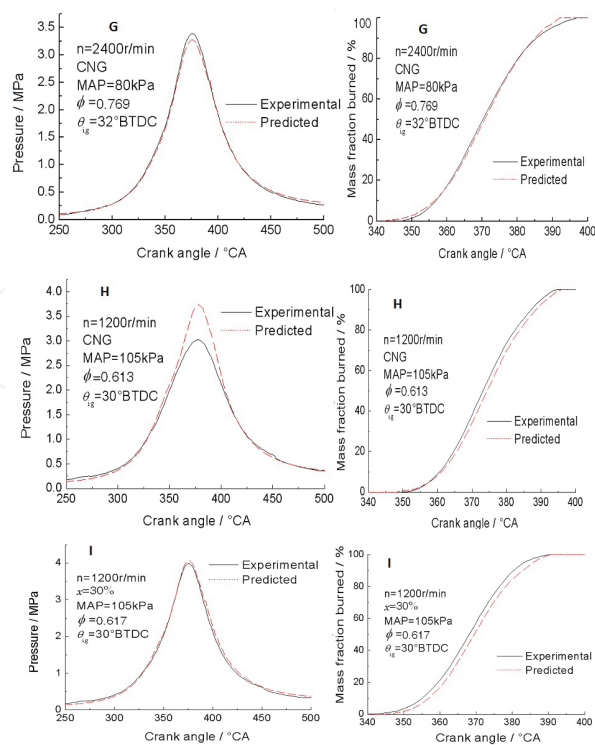 G
n=2400r/min
CNG
MAP=80kPa
ϕ=0.769
θig=32°BTDC
Experimental
Predicted
Pressure / MPa
3.5
3.0
2.5
2.0
1.5
1.0
0.5
0.0
250 300 350 400 450 500
Crank angle / °CA
G
n=2400r/min
CNG
MAP=80kPa
ϕ=0.769
θig=32°BTDC
Experimental
Predicted
Mass fraction burned / %
100
80
60
40
20
0
340 350 360 370 380 390 400
Crank angle / °CA
H
n=1200r/min
CNG
MAP=105kPa
ϕ=0.613
θig=30°BTDC
Experimental
Predicted
Pressure / MPa
4.0
3.5
3.0
2.5
2.0
1.5
1.0
0.5
0.0
250 300 350 400 450 500
Crank angle / °CA
H
n=1200r/min
CNG
MAP=105kPa
ϕ=0.613
θig=30°BTDC
Experimental
Predicted
Mass fraction burned / %
100
80
60
40
20
0
340 350 360 370 380 390 400
Crank angle / °CA
I
n=1200r/min
x=30%
MAP=105kPa
ϕ=0.617
θig=30°BTDC
Experimental
Predicted
Pressure / MPa
4
3
2
1
0
250 300 350 400 450 500
Crank angle / °CA
I
n=1200r/min
x=30%
MAP=105kPa
ϕ=0.617
θig=30°BTDC
Experimental
Predicted
Mass fraction burned / %
100
80
60
40
20
0
340 350 360 370 380 390 400
Crank angle / °CA